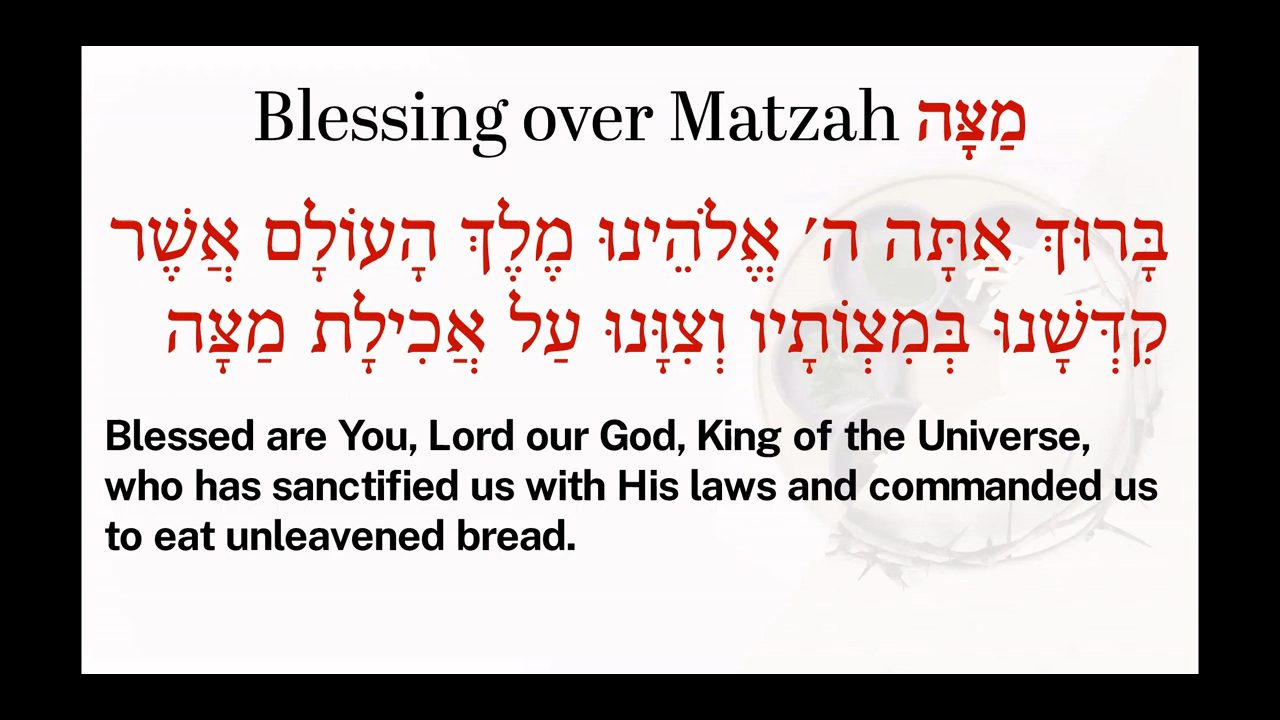 Blessing over Matzah מַצָּה
בָּרוּךְ אַתָּה ה׳ אֱלֹהֵינוּ מֶלֶךְ הָעוֹלָם אֲשֶׁר
קִדְּשָׁנוּ בְּמִצְוֹתָיו וְצִוָּנוּ עַל אֲכִילָת מַצָּה
Blessed are You, Lord our God, King of the Universe,
who has sanctified us with His laws and commanded us
to eat unleavened bread.